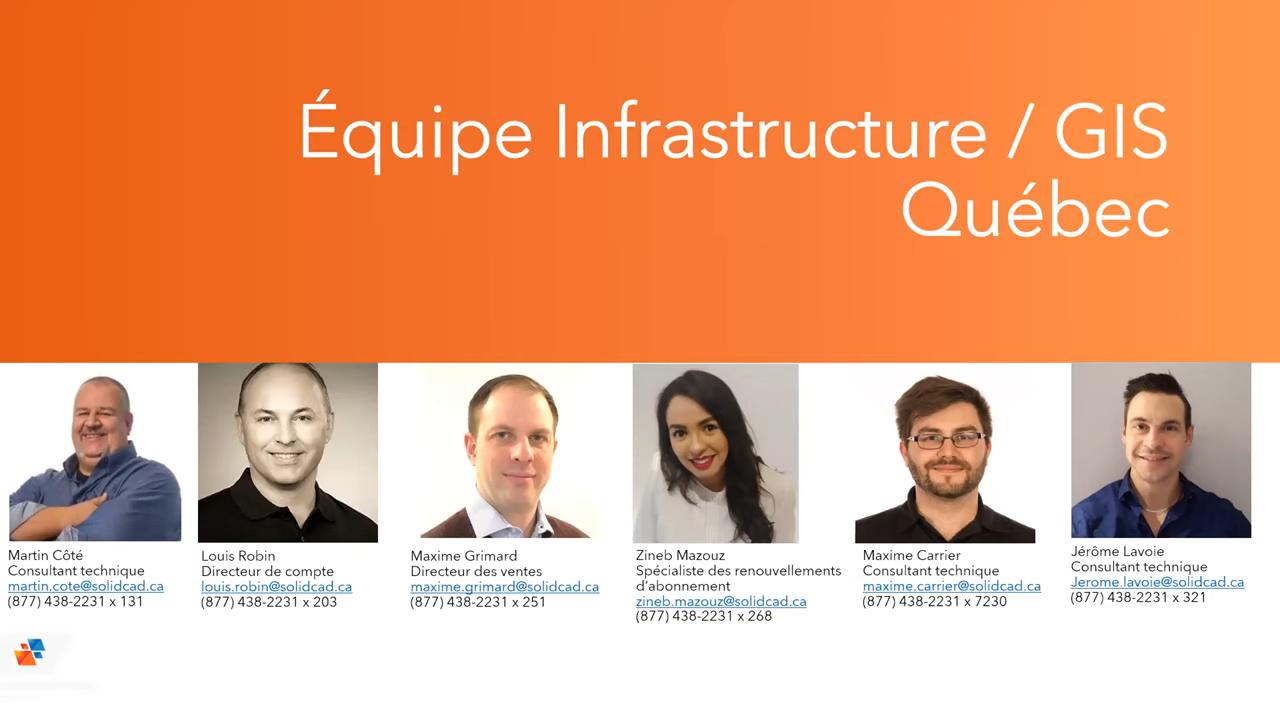 Équipe Infrastructure / GIS
Québec
Martin Côté
Consultant technique
martin.cote@solidcad.ca
(877) 438-2231 x 131
Louis Robin
Directeur de compte
louis.robin@solidcad.ca
(877) 438-2231 x 203
Maxime Grimard
Directeur des ventes
maxime.grimard@solidcad.ca
(877) 438-2231 x 251
Zineb Mazouz
Spécialiste des renouvellements
d'abonnement
zineb.mazouz@solidcad.ca
(877) 438-2231 x 268
Maxime Carrier
Consultant technique
maxime.carrier@solidcad.ca
(877) 438-2231 x 7230
Jérôme Lavoie
Consultant technique
Jerome.lavoie@solidcad.ca
(877) 438-2231 x 321